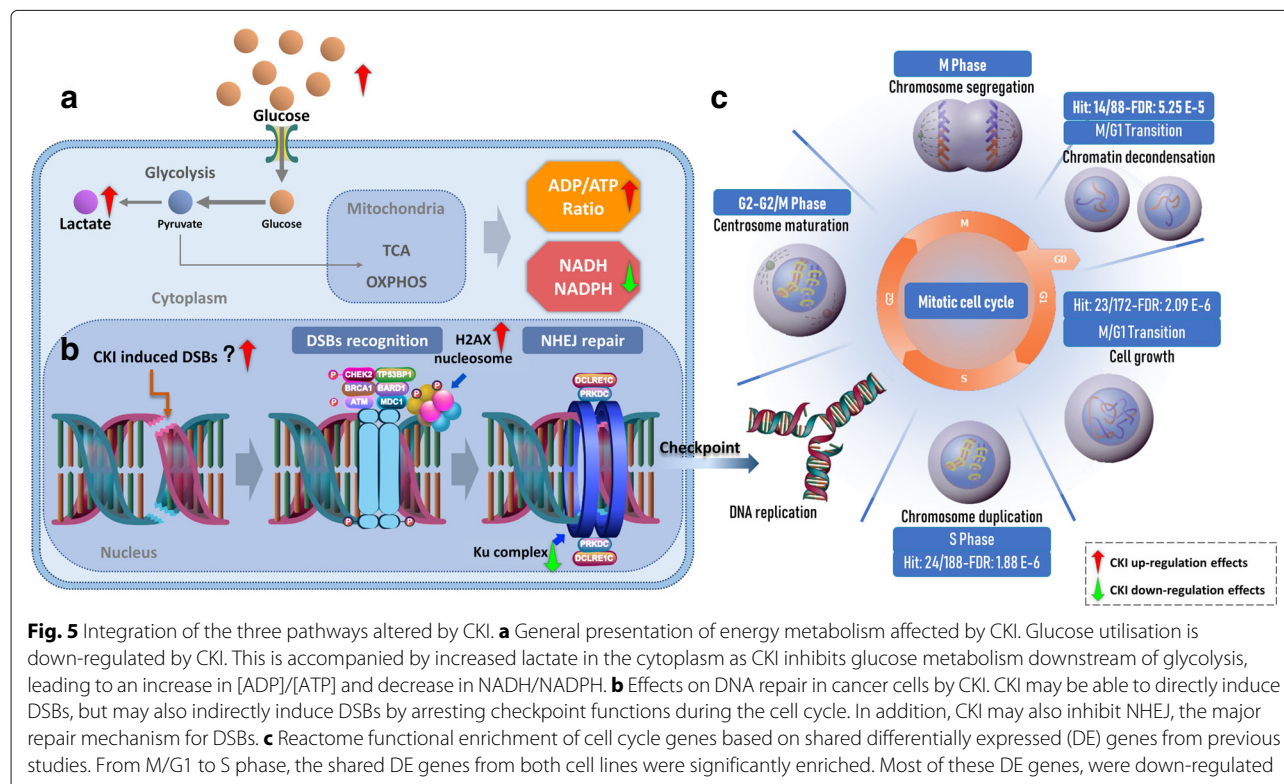 a
Glucose
Glycolysis
Lactate
Pyruvate
Glucose
Mitochondria
TCA
OXPHOS
Cytoplasm
ADP/ATP
Ratio
NADH
NADPH
b
CKI induced DSBs ?
DSBs recognition
H2AX
nucleosome
NHEJ repair
P CHEK2 TP53BP1
BRCA1 BARD1 P
P ATM MDC1
P
P
P
P
DCLRE1C
PRKDC
Ku complex
PRKDC
DCLRE1C
Nucleus
Checkpoint
c
M Phase
Chromosome segregation
Hit: 14/88-FDR: 5.25 E-5
M/G1 Transition
Chromatin decondensation
G2-G2/M Phase
Centrosome maturation
M
G0
G2
G1
S
Mitotic cell cycle
Hit: 23/172-FDR: 2.09 E-6
M/G1 Transition
Cell growth
DNA replication
Chromosome duplication
S Phase
Hit: 24/188-FDR: 1.88 E-6
CKI up-regulation effects
CKI down-regulation effects
Fig. 5 Integration of the three pathways altered by CKI. a General presentation of energy metabolism affected by CKI. Glucose utilisation is
down-regulated by CKI. This is accompanied by increased lactate in the cytoplasm as CKI inhibits glucose metabolism downstream of glycolysis,
leading to an increase in [ADP]/[ATP] and decrease in NADH/NADPH. b Effects on DNA repair in cancer cells by CKI. CKI may be able to directly induce
DSBs, but may also indirectly induce DSBs by arresting checkpoint functions during the cell cycle. In addition, CKI may also inhibit NHEJ, the major
repair mechanism for DSBs. c Reactome functional enrichment of cell cycle genes based on shared differentially expressed (DE) genes from previous
studies. From M/G1 to S phase, the shared DE genes from both cell lines were significantly enriched. Most of these DE genes, were down-regulated